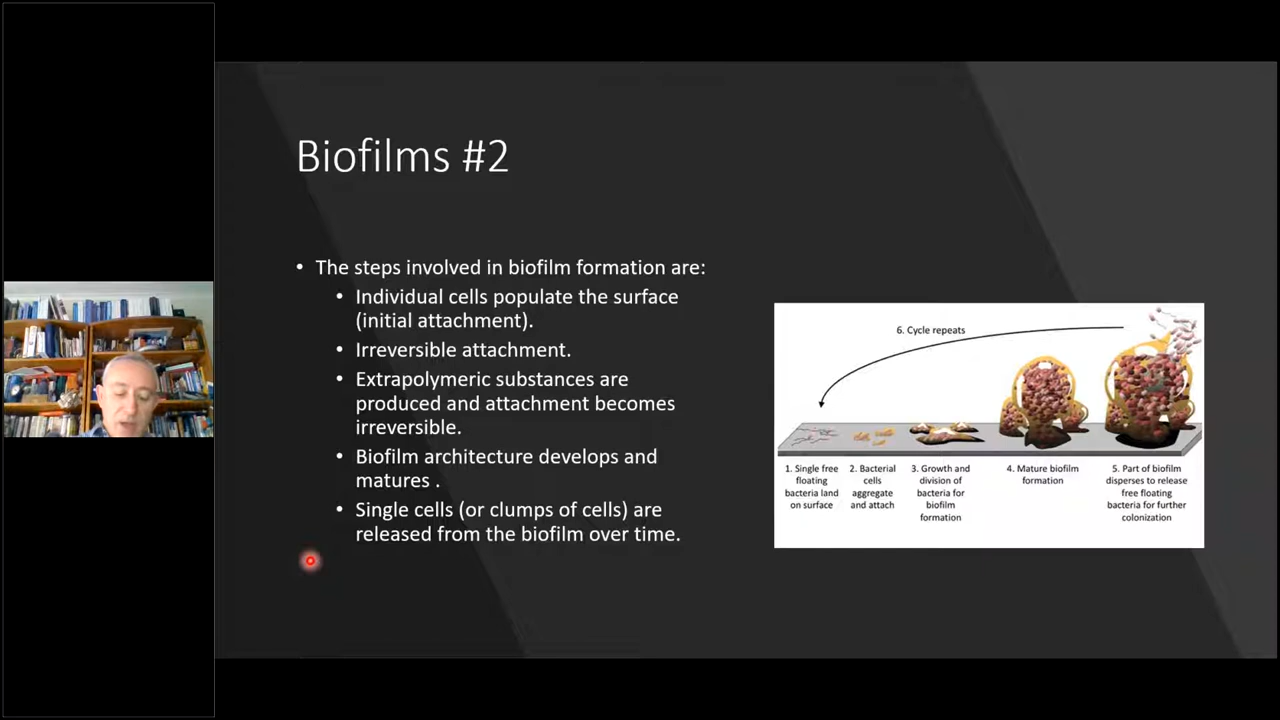 Biofilms #2
• The steps involved in biofilm formation are:
• Individual cells populate the surface
(initial attachment).
• Irreversible attachment.
• Extrapolymeric substances are
produced and attachment becomes
irreversible.
• Biofilm architecture develops and
matures .
• Single cells (or clumps of cells) are
released from the biofilm over time.
6. Cycle repeats
1. Single free
floating
bacteria land
on surface
2. Bacterial
cells
aggregate
and attach
3. Growth and
division of
bacteria for
biofilm
formation
4. Mature biofilm
formation
5. Part of biofilm
disperses to release
free floating
bacteria for further
colonization